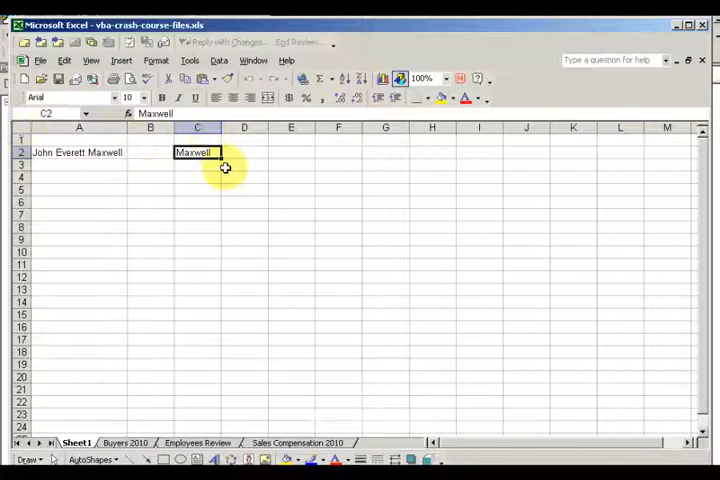 Microsoft Excel - vba-crash-course-files.xls
Reply with Changes... End Review...
File Edit View Insert Format Tools Data Window Help Type a question for help
100%
Arial 10 B I U $ % ,
C2 fx Maxwell
A B C D E F G H I J K L M
1
2 John Everett Maxwell Maxwell
3
4
5
6
7
8
9
10
11
12
13
14
15
16
17
18
19
20
21
22
23
24
Sheet1 Buyers 2010 Employees Review Sales Compensation 2010
Draw AutoShapes